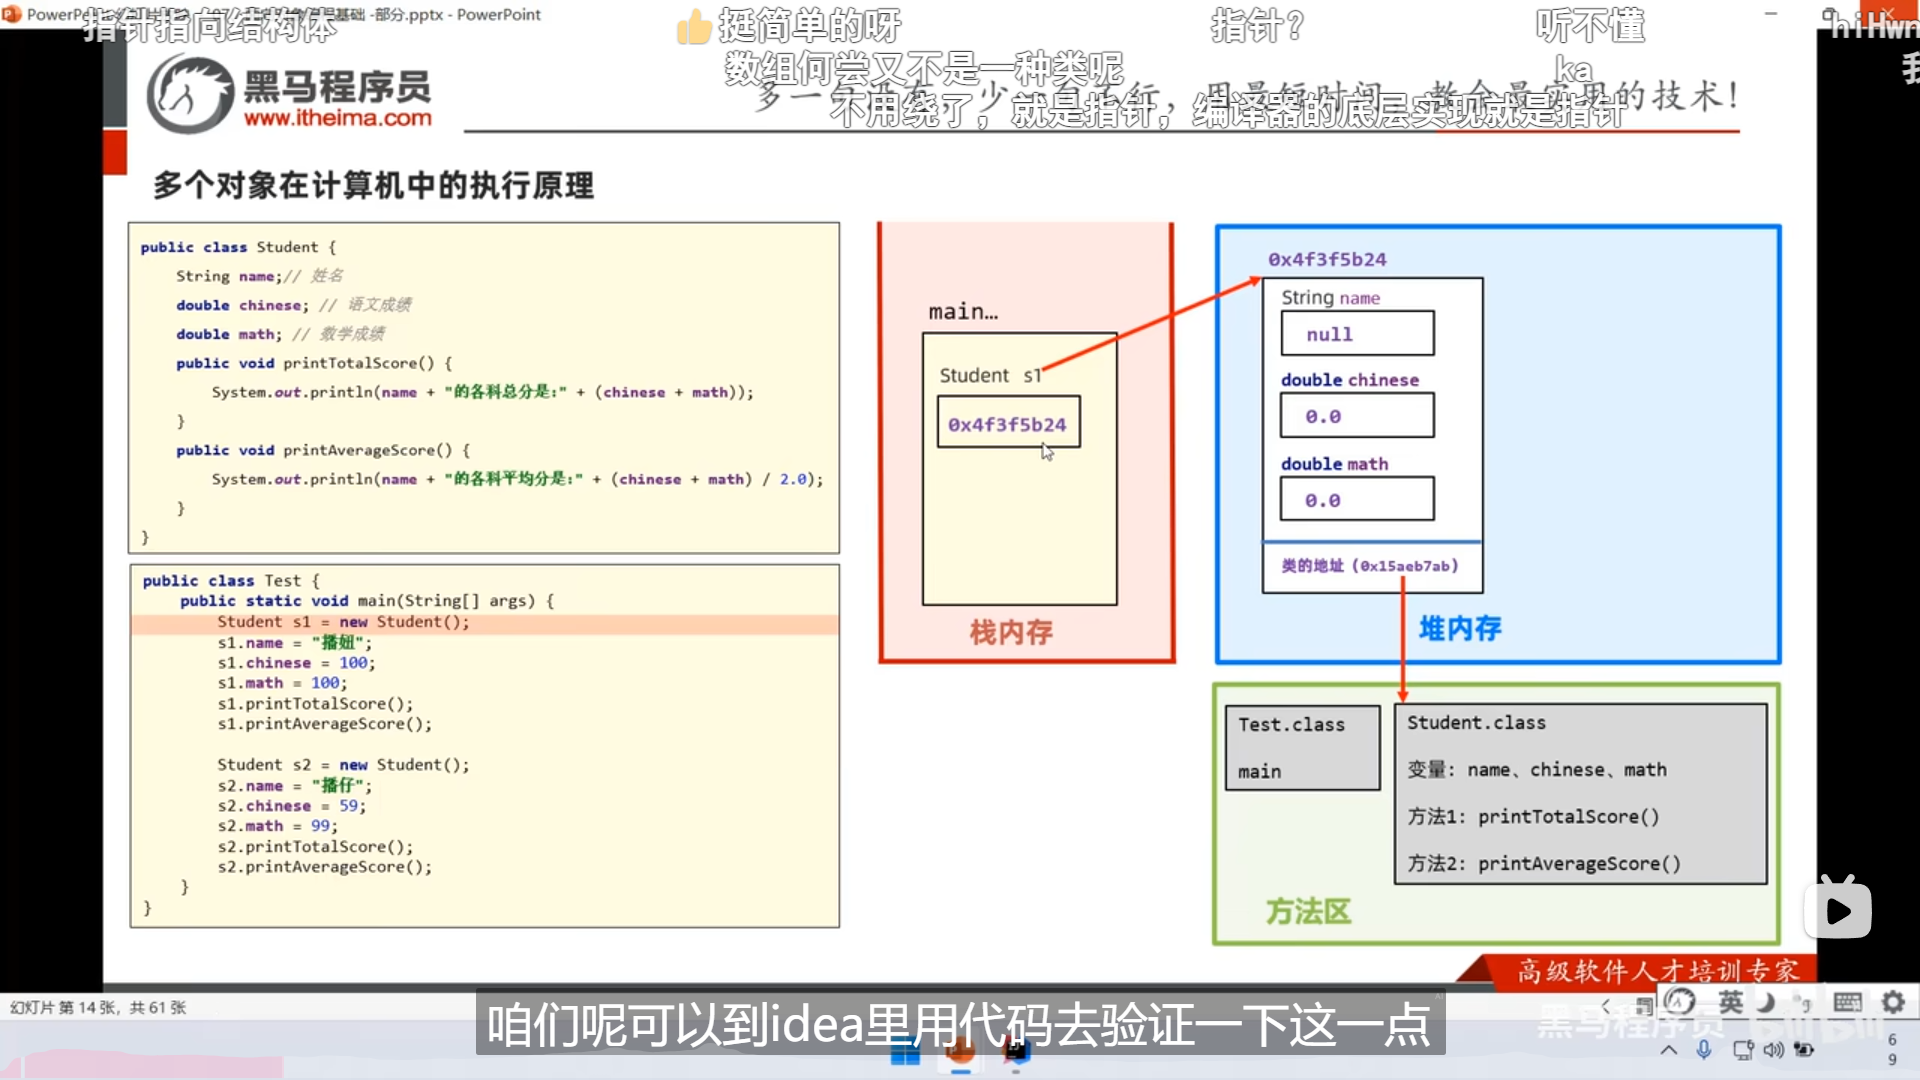 基础 -部分.pptx - PowerPoint
指针指向结构体
挺简单的呀
指针?
听不懂
数组何尝又不是一种类呢
ka
不用绕了，就是指针，编译器的底层实现就是指针
黑马程序员
www.itheima.com
的技术!
多个对象在计算机中的执行原理
public class Student {
String name;// 姓名
double chinese; // 语文成绩
double math; // 数学成绩
public void printTotalScore() {
System.out.println(name + "的各科总分是:" + (chinese + math));
}
public void printAverageScore() {
System.out.println(name + "的各科平均分是:" + (chinese + math) / 2.0);
}
}
public class Test {
public static void main(String[] args) {
Student s1 = new Student();
s1.name = "播妞";
s1.chinese = 100;
s1.math = 100;
s1.printTotalScore();
s1.printAverageScore();
Student s2 = new Student();
s2.name = "播仔";
s2.chinese = 59;
s2.math = 99;
s2.printTotalScore();
s2.printAverageScore();
}
}
main…
Student s1
0x4f3f5b24
栈内存
0x4f3f5b24
String name
null
double chinese
0.0
double math
0.0
类的地址（0x15aeb7ab）
堆内存
Test.class
main
Student.class
变量: name、chinese、math
方法1: printTotalScore()
方法2: printAverageScore()
方法区
高级软件人才培训专家
幻灯片 第 14 张，共 61 张
咱们呢可以到idea里用代码去验证一下这一点
英
黑马程序员